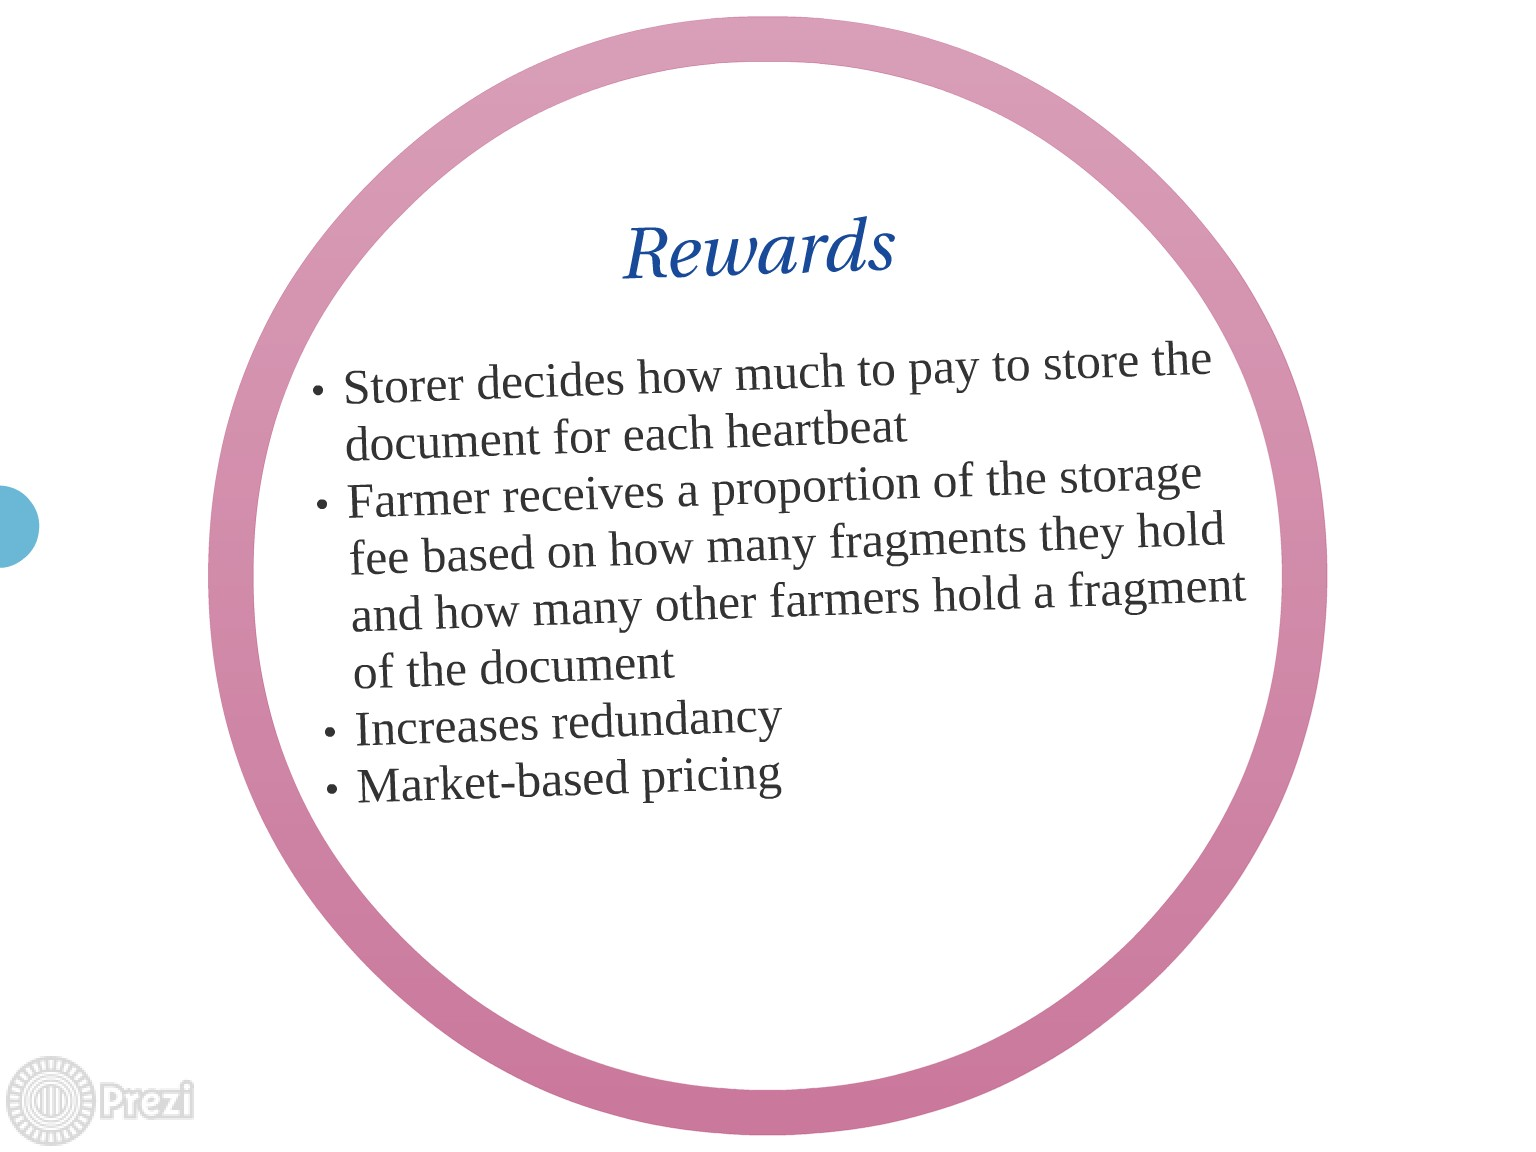 Rewards
• Storer decides how much to pay to store the
document for each heartbeat
• Farmer receives a proportion of the storage
fee based on how many fragments they hold
and how many other farmers hold a fragment
of the document
• Increases redundancy
• Market-based pricing
Prezi